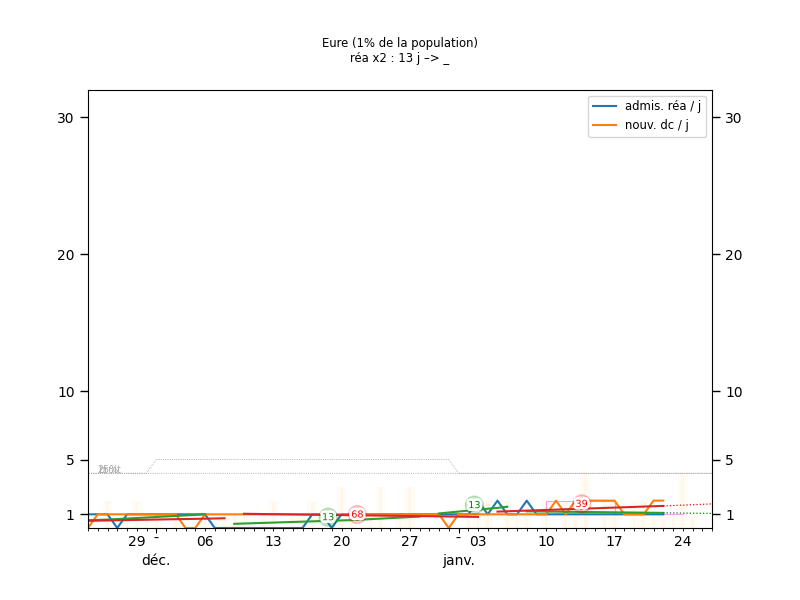 Eure (1% de la population)
réa x2 : 13 j –> _
admis. réa / j
nouv. dc / j
30 30
20 20
10 10
5 5
1 1
13 68 13 39
29 - 06 13 20 27 - 03 10 17 24
déc. janv.